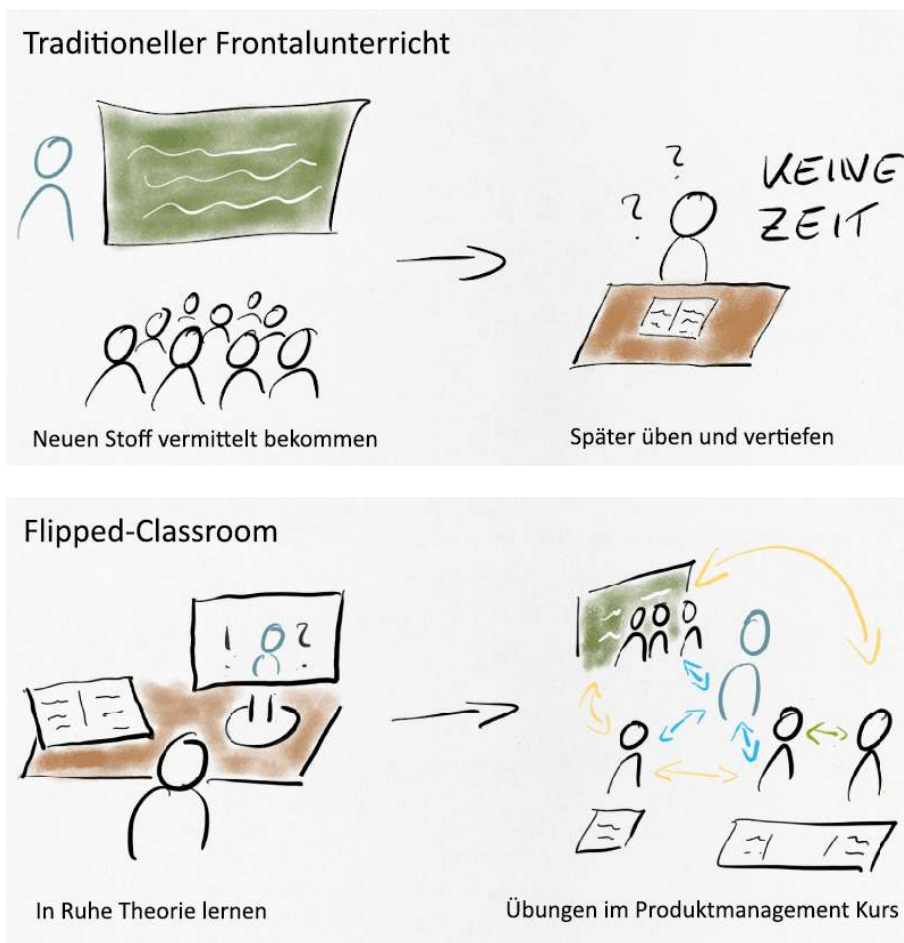 Traditioneller Frontalunterricht
? ?
KEINE
ZEIT
Neuen Stoff vermittelt bekommen
Später üben und vertiefen
Flipped-Classroom
! ?
In Ruhe Theorie lernen
Übungen im Produktmanagement Kurs